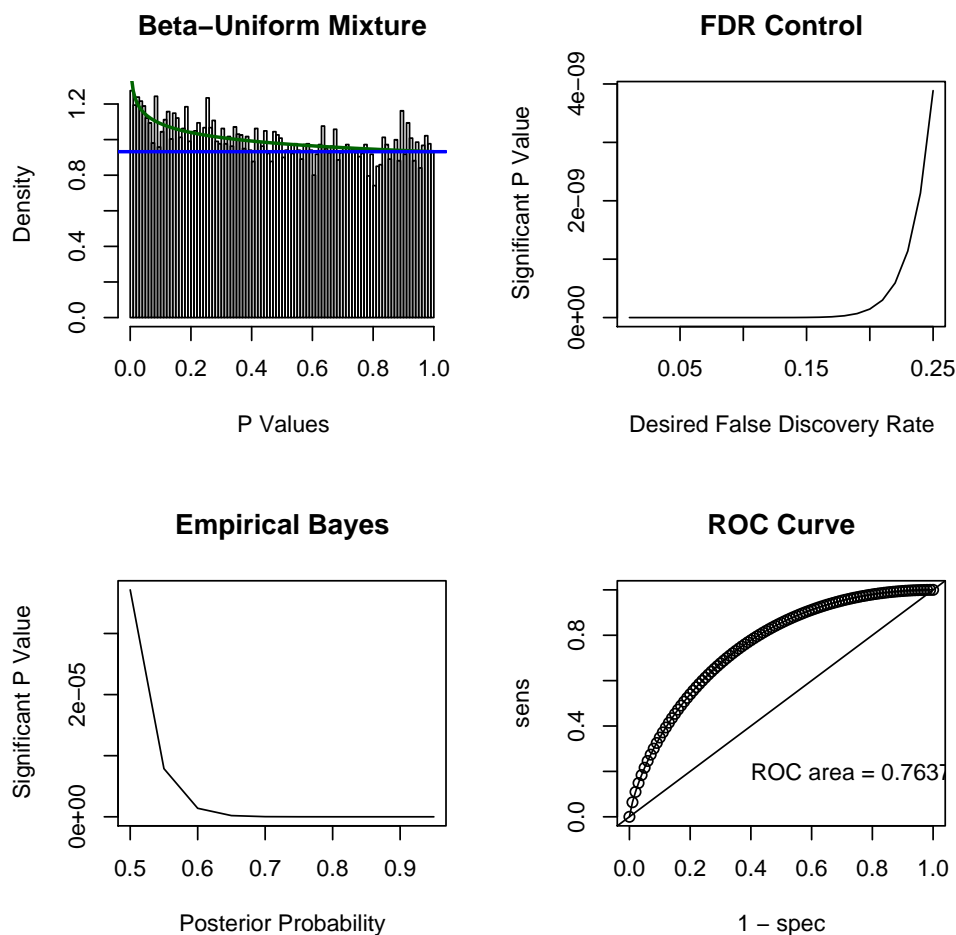 Beta−Uniform Mixture
Density
0.0 0.4 0.8 1.2
0.0 0.2 0.4 0.6 0.8 1.0
P Values
FDR Control
Significant P Value
0e+00 2e−09 4e−09
0.05 0.15 0.25
Desired False Discovery Rate
Empirical Bayes
Significant P Value
0e+00 2e−05
0.5 0.6 0.7 0.8 0.9
Posterior Probability
ROC Curve
sens
0.0 0.4 0.8
ROC area = 0.7637
0.0 0.2 0.4 0.6 0.8 1.0
1 − spec